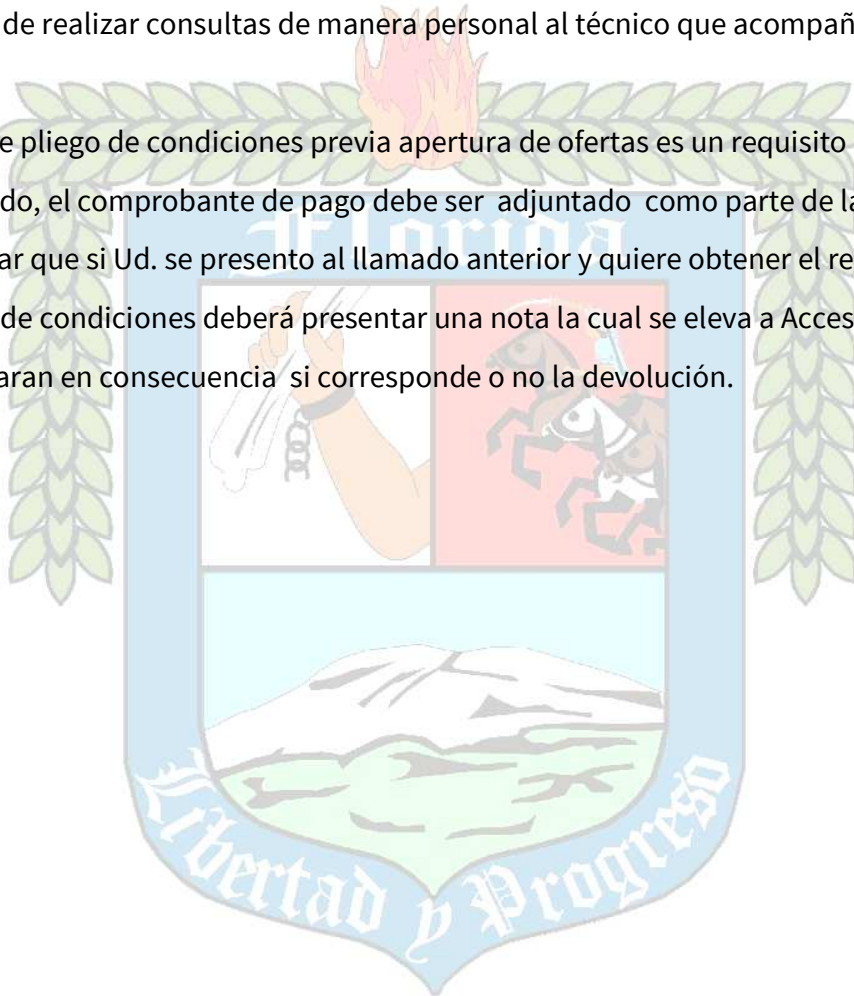 de realizar consultas de manera personal al técnico que acompañ
e pliego de condiciones previa apertura de ofertas es un requisito
do, el comprobante de pago debe ser adjuntado como parte de la
Florida
ar que si Ud. se presento al llamado anterior y quiere obtener el re
de condiciones deberá presentar una nota la cual se eleva a Acces
aran en consecuencia si corresponde o no la devolución.
Libertad y Progreso